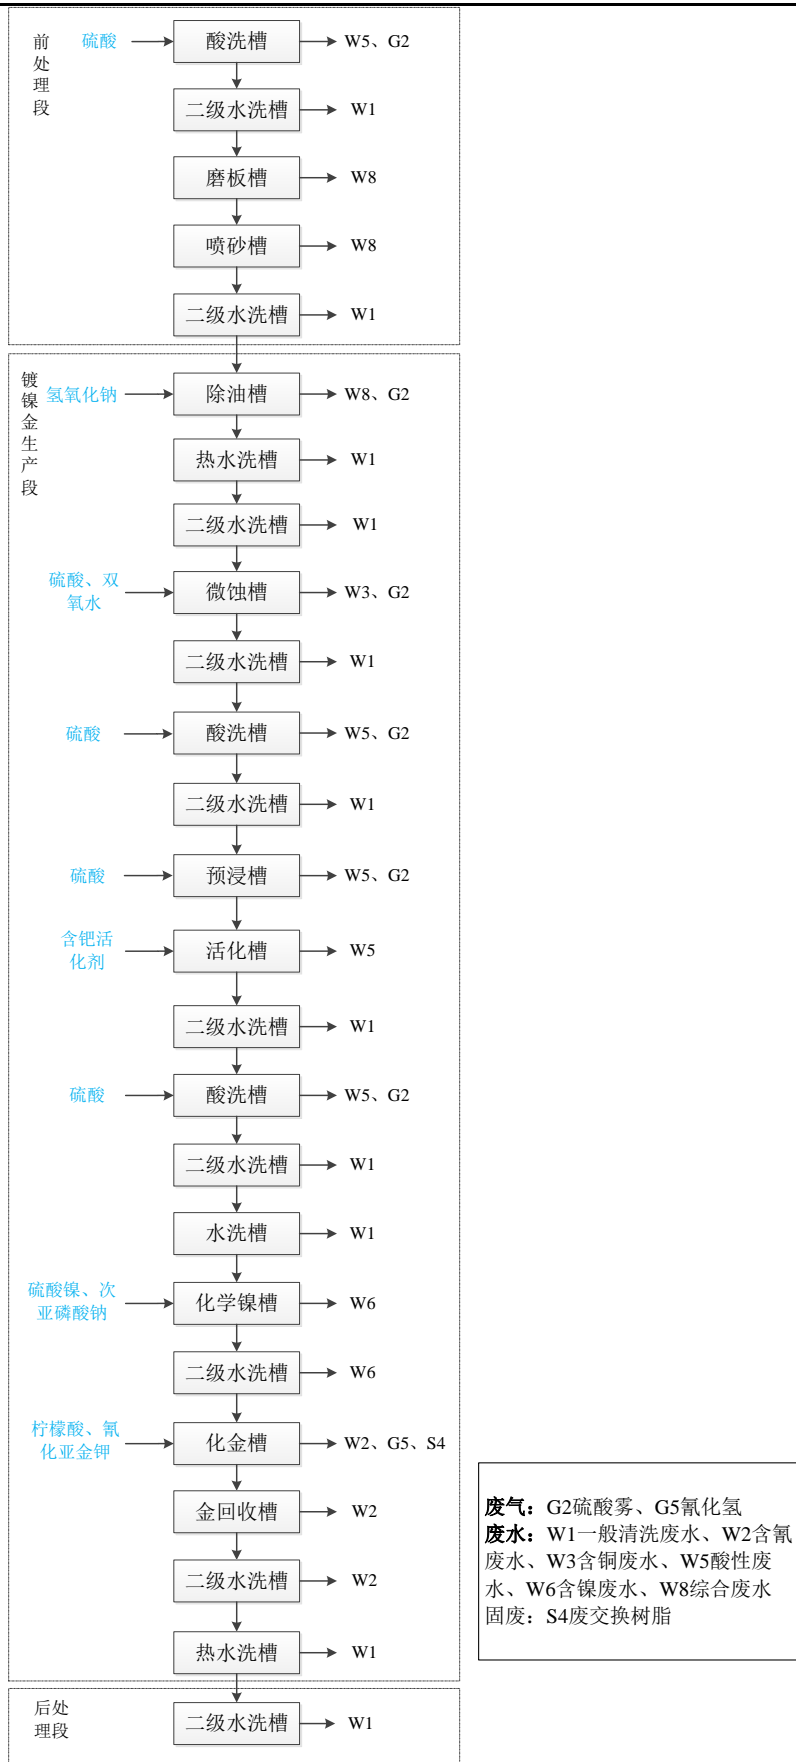 前
处
理
段
硫酸
酸洗槽
W5、G2
二级水洗槽
W1
磨板槽
W8
喷砂槽
W8
二级水洗槽
W1
镀
镍
金
生
产
段
氢氧化钠
除油槽
W8、G2
热水洗槽
W1
二级水洗槽
W1
硫酸、双
氧水
微蚀槽
W3、G2
二级水洗槽
W1
硫酸
酸洗槽
W5、G2
二级水洗槽
W1
硫酸
预浸槽
W5、G2
含钯活
化剂
活化槽
W5
二级水洗槽
W1
硫酸
酸洗槽
W5、G2
二级水洗槽
W1
水洗槽
W1
硫酸镍、次
亚磷酸钠
化学镍槽
W6
二级水洗槽
W6
柠檬酸、氰
化亚金钾
化金槽
W2、G5、S4
金回收槽
W2
二级水洗槽
W2
热水洗槽
W1
后处
理段
二级水洗槽
W1
废气：G2硫酸雾、G5氰化氢
废水：W1一般清洗废水、W2含氰
废水、W3含铜废水、W5酸性废
水、W6含镍废水、W8综合废水
固废：S4废交换树脂